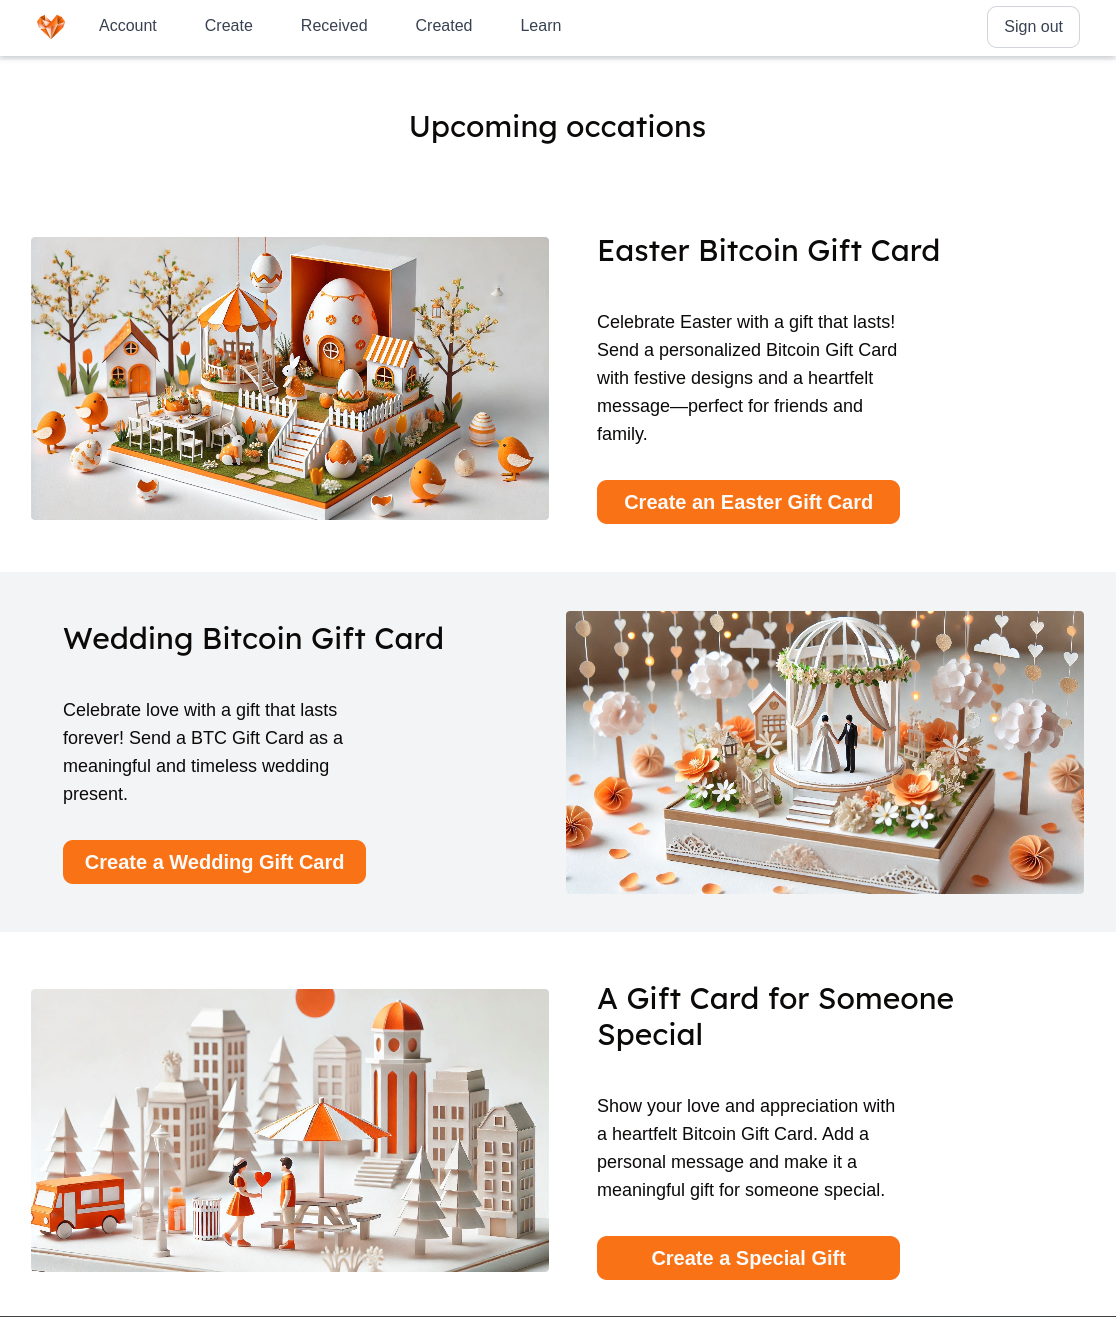 Account Create Received Created Learn Sign out
Upcoming occations
Easter Bitcoin Gift Card
Celebrate Easter with a gift that lasts!
Send a personalized Bitcoin Gift Card
with festive designs and a heartfelt
message—perfect for friends and
family.
Create an Easter Gift Card
Wedding Bitcoin Gift Card
Celebrate love with a gift that lasts
forever! Send a BTC Gift Card as a
meaningful and timeless wedding
present.
Create a Wedding Gift Card
A Gift Card for Someone
Special
Show your love and appreciation with
a heartfelt Bitcoin Gift Card. Add a
personal message and make it a
meaningful gift for someone special.
Create a Special Gift